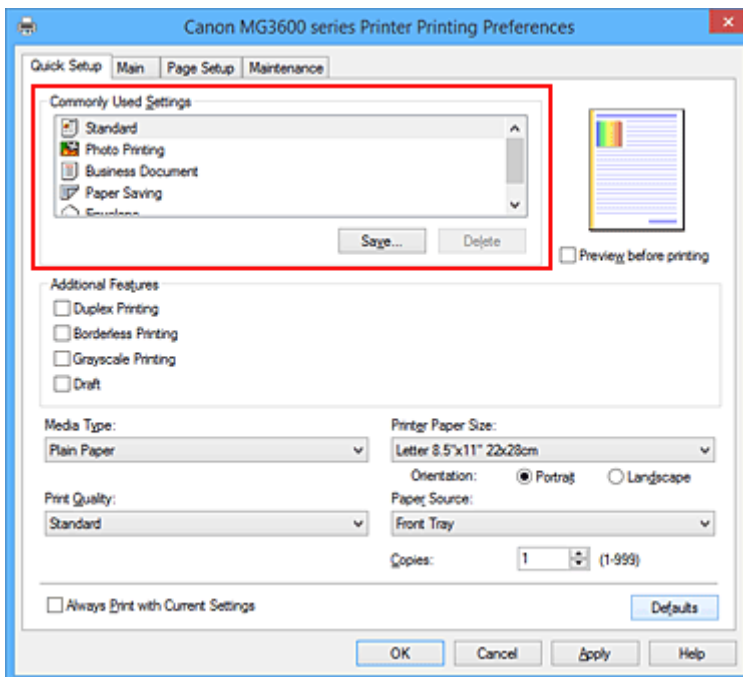 Canon MG3600 series Printer Printing Preferences
Quick Setup Main Page Setup Maintenance
Commonly Used Settings
Standard
Photo Printing
Business Document
Paper Saving
Envelope
Save... Delete
Preview before printing
Additional Features
Duplex Printing
Borderless Printing
Grayscale Printing
Draft
Media Type: Printer Paper Size:
Plain Paper Letter 8.5"x11" 22x28cm
Orientation: Portrait Landscape
Print Quality: Paper Source:
Standard Front Tray
Copies: 1 (1-999)
Always Print with Current Settings Defaults
OK Cancel Apply Help